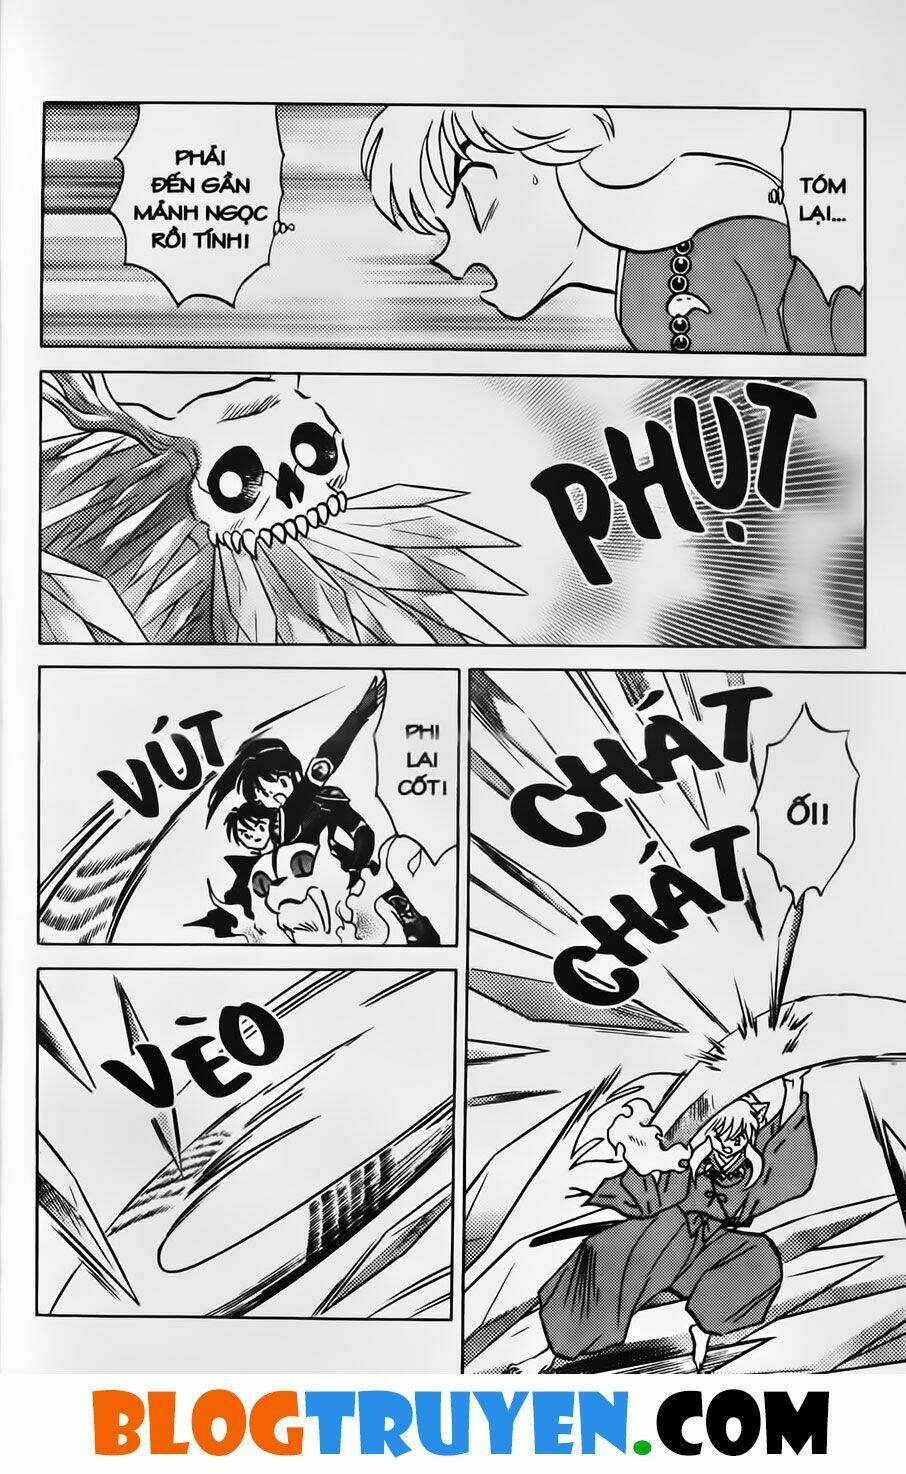 TÓM
LẠI...
PHẢI
ĐẾN GẦN
MẢNH NGỌC
RỒI TÍNH!
PHỤT
ỐI!
CHÁT
CHÁT
PHI
LAI
CỐT!
VÚT
VÈO
BLOGTRUYEN.COM